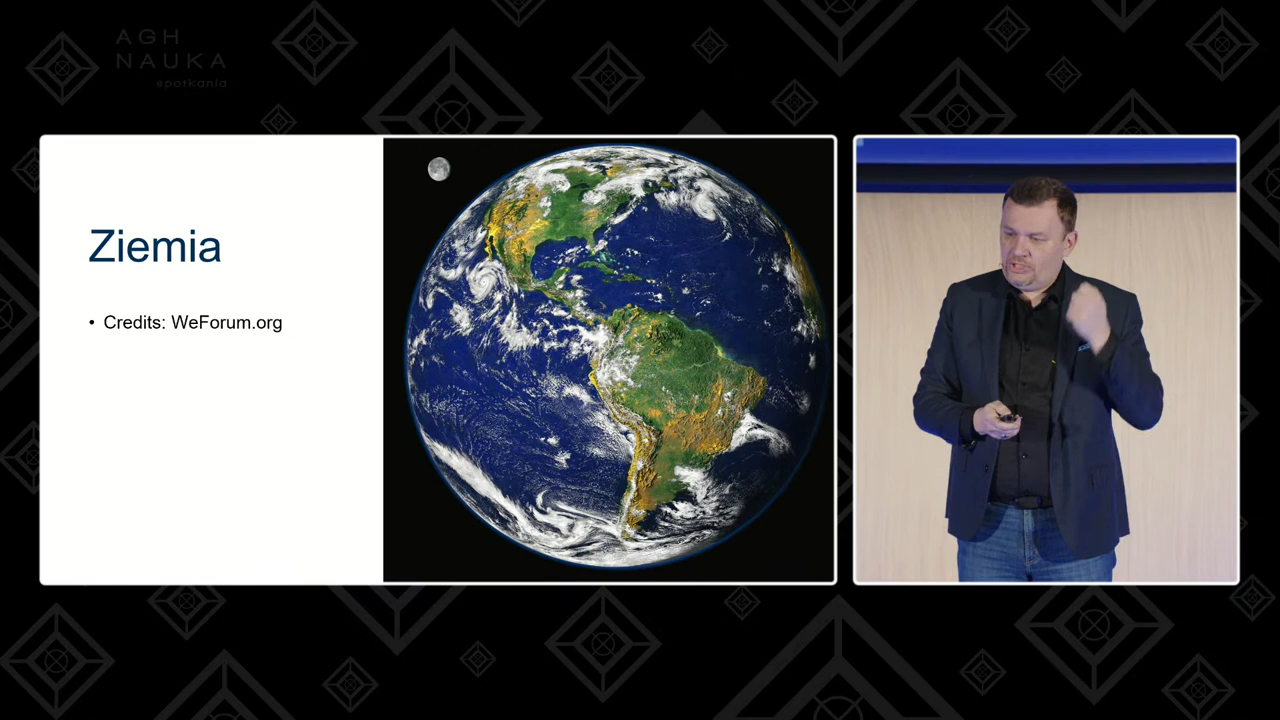 AGH
NAUKA
spotkania
Ziemia
• Credits: WeForum.org